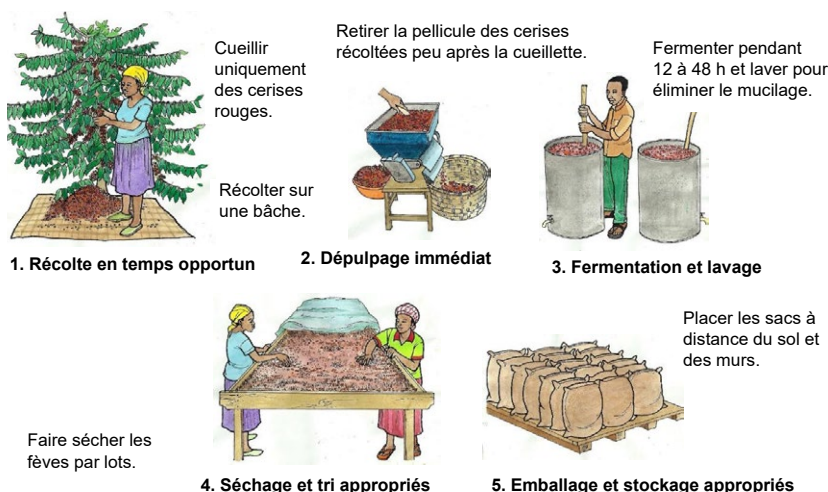 Cueillir
uniquement
des cerises
rouges.
Récolter sur
une bâche.
1. Récolte en temps opportun
Retirer la pellicule des cerises
récoltées peu après la cueillette.
2. Dépulpage immédiat
Fermenter pendant
12 à 48 h et laver pour
éliminer le mucilage.
3. Fermentation et lavage
Faire sécher les
fèves par lots.
4. Séchage et tri appropriés
Placer les sacs à
distance du sol et
des murs.
5. Emballage et stockage appropriés